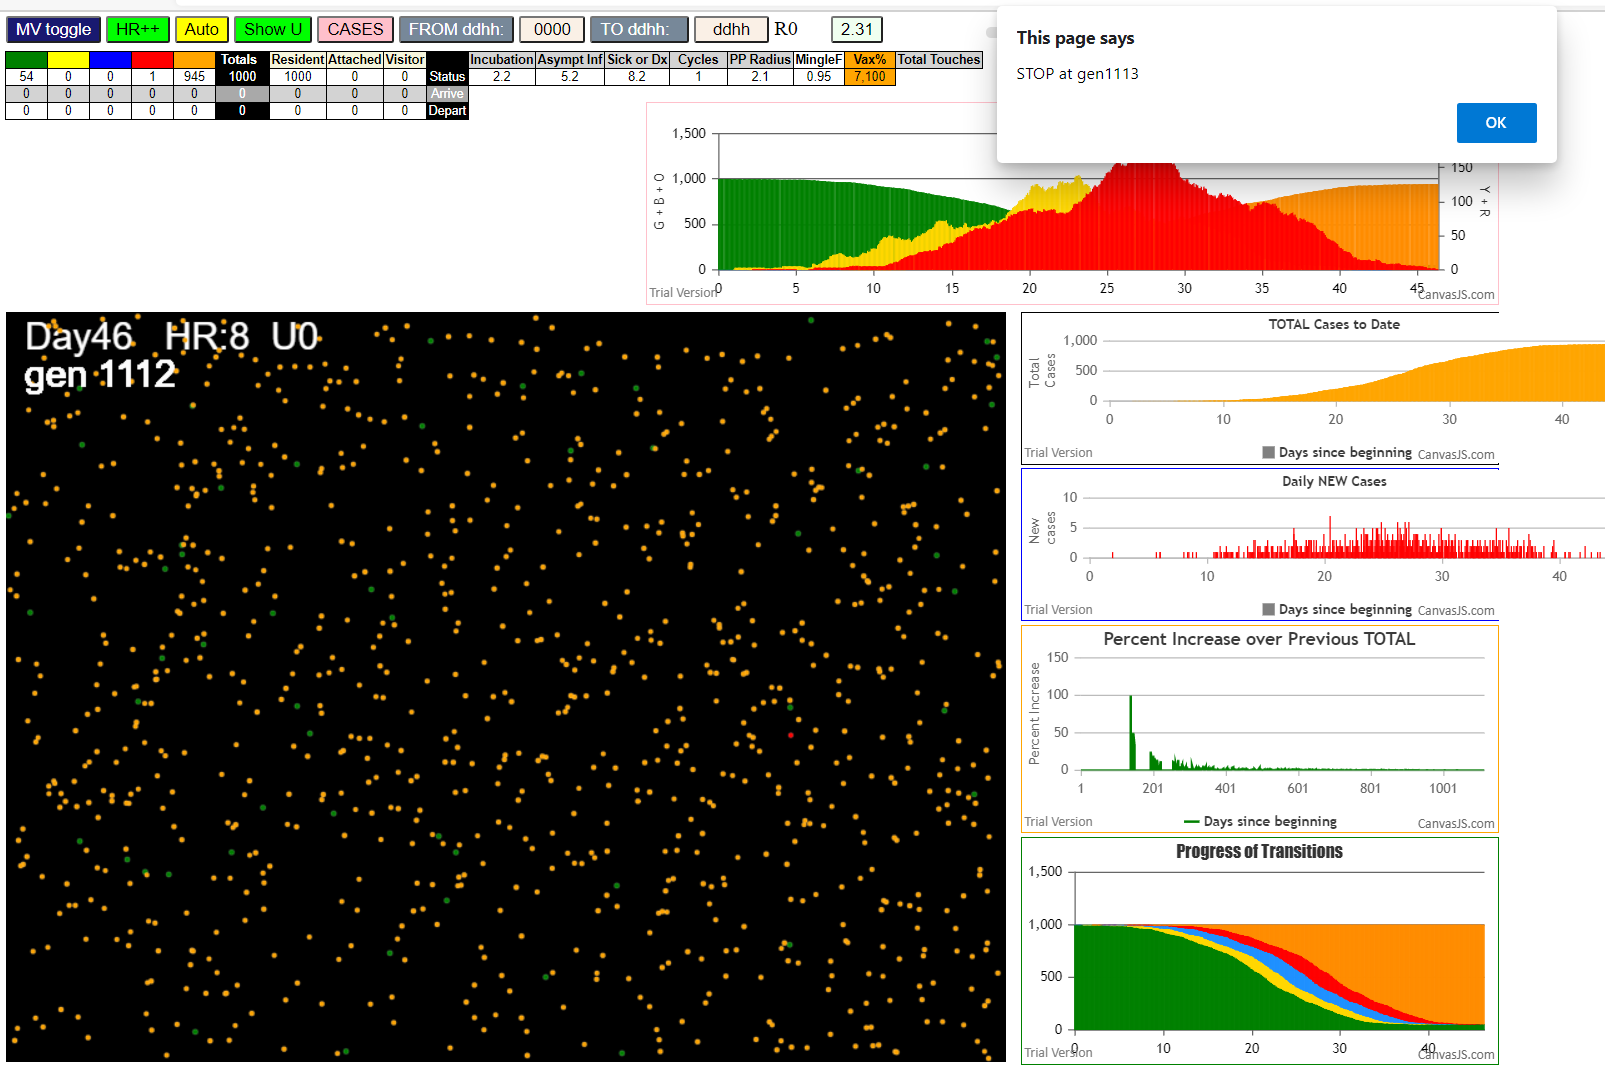 MV toggle HR++ Auto Show U CASES FROM ddhh: 0000 TO ddhh: ddhh R0 2.31
This page says
STOP at gen1113
OK
Totals Resident Attached Visitor Incubation Asympt Inf Sick or Dx Cycles PP Radius MingleF Vax% Total Touches
54 0 0 1 945 1000 1000 0 0 Status 2.2 5.2 8.2 1 2.1 0.95 7,100
0 0 0 0 0 0 0 0 0 Arrive
0 0 0 0 0 0 0 0 0 Depart
G + B + O
1,500
1,000
500
0
Y + R
150
100
50
0
0 5 10 15 20 25 30 35 40 45
Trial Version
CanvasJS.com
Day46 HR:8 U0
gen 1112
TOTAL Cases to Date
Total
Cases
1,000
500
0
0 10 20 30 40
Days since beginning
Trial Version
CanvasJS.com
Daily NEW Cases
New
cases
10
5
0
0 10 20 30 40
Days since beginning
Trial Version
CanvasJS.com
Percent Increase over Previous TOTAL
Percent Increase
150
100
50
0
1 201 401 601 801 1001
Days since beginning
Trial Version
CanvasJS.com
Progress of Transitions
1,500
1,000
500
0
0 10 20 30 40
Trial Version
CanvasJS.com